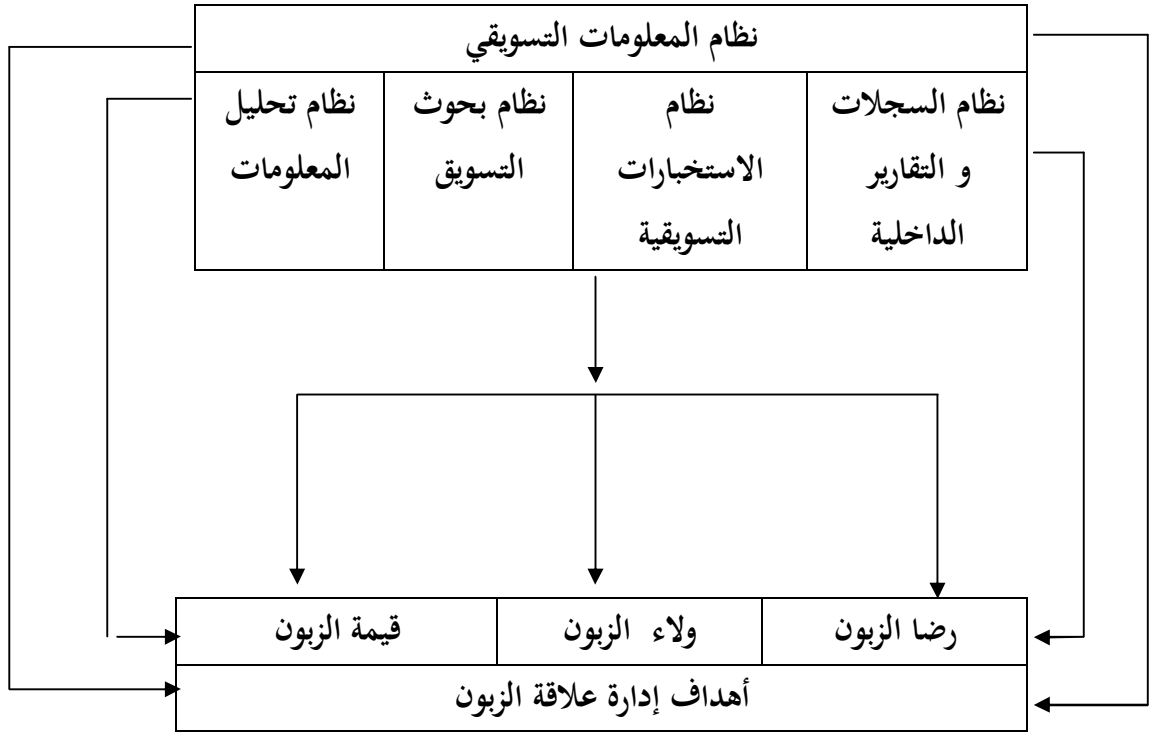 نظام المعلومات التسويقي
نظام السجلات
و التقارير
الداخلية
نظام
الاستخبارات
التسويقية
نظام بحوث
التسويق
نظام تحليل
المعلومات
رضا الزبون
ولاء الزبون
قيمة الزبون
أهداف إدارة علاقة الزبون